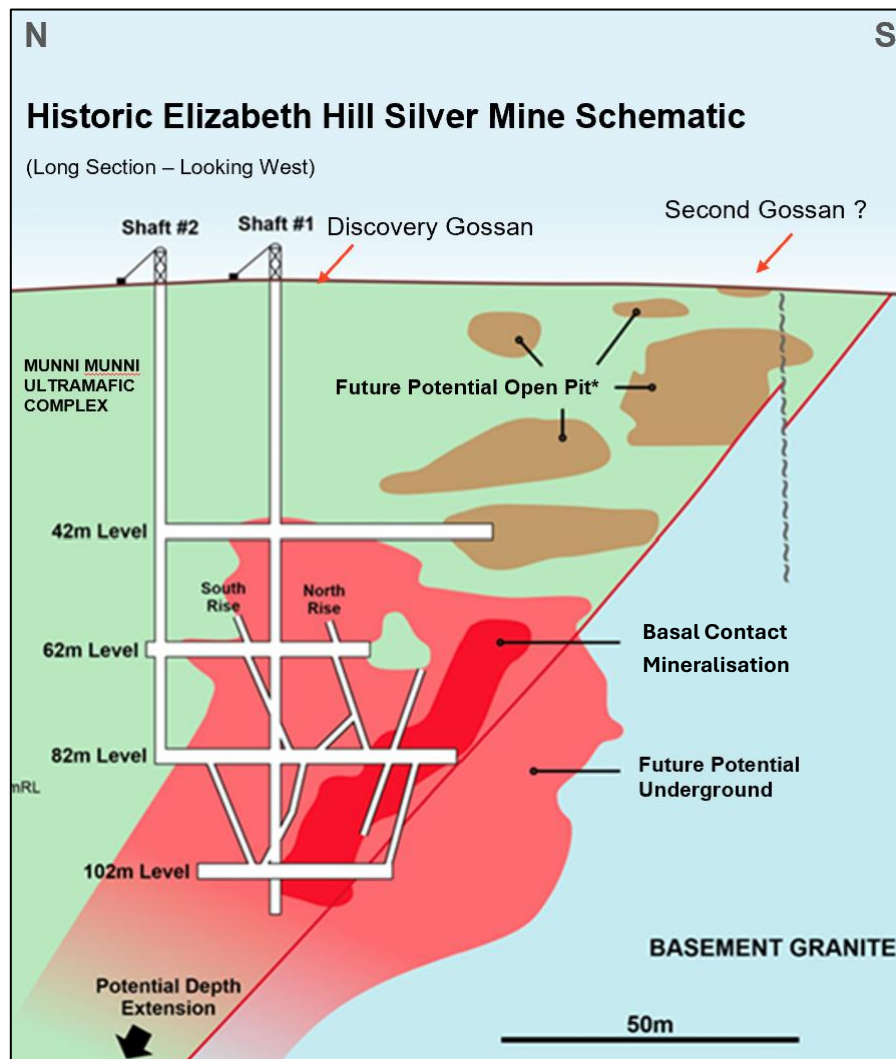 N
S
Historic Elizabeth Hill Silver Mine Schematic
(Long Section – Looking West)
Shaft #2
Shaft #1
Discovery Gossan
Second Gossan ?
MUNNI MUNNI
ULTRAMAFIC
COMPLEX
Future Potential Open Pit*
42m Level
South
Rise
North
Rise
62m Level
Basal Contact
Mineralisation
82m Level
Future Potential
Underground
mRL
102m Level
BASEMENT GRANITE
Potential Depth
Extension
50m